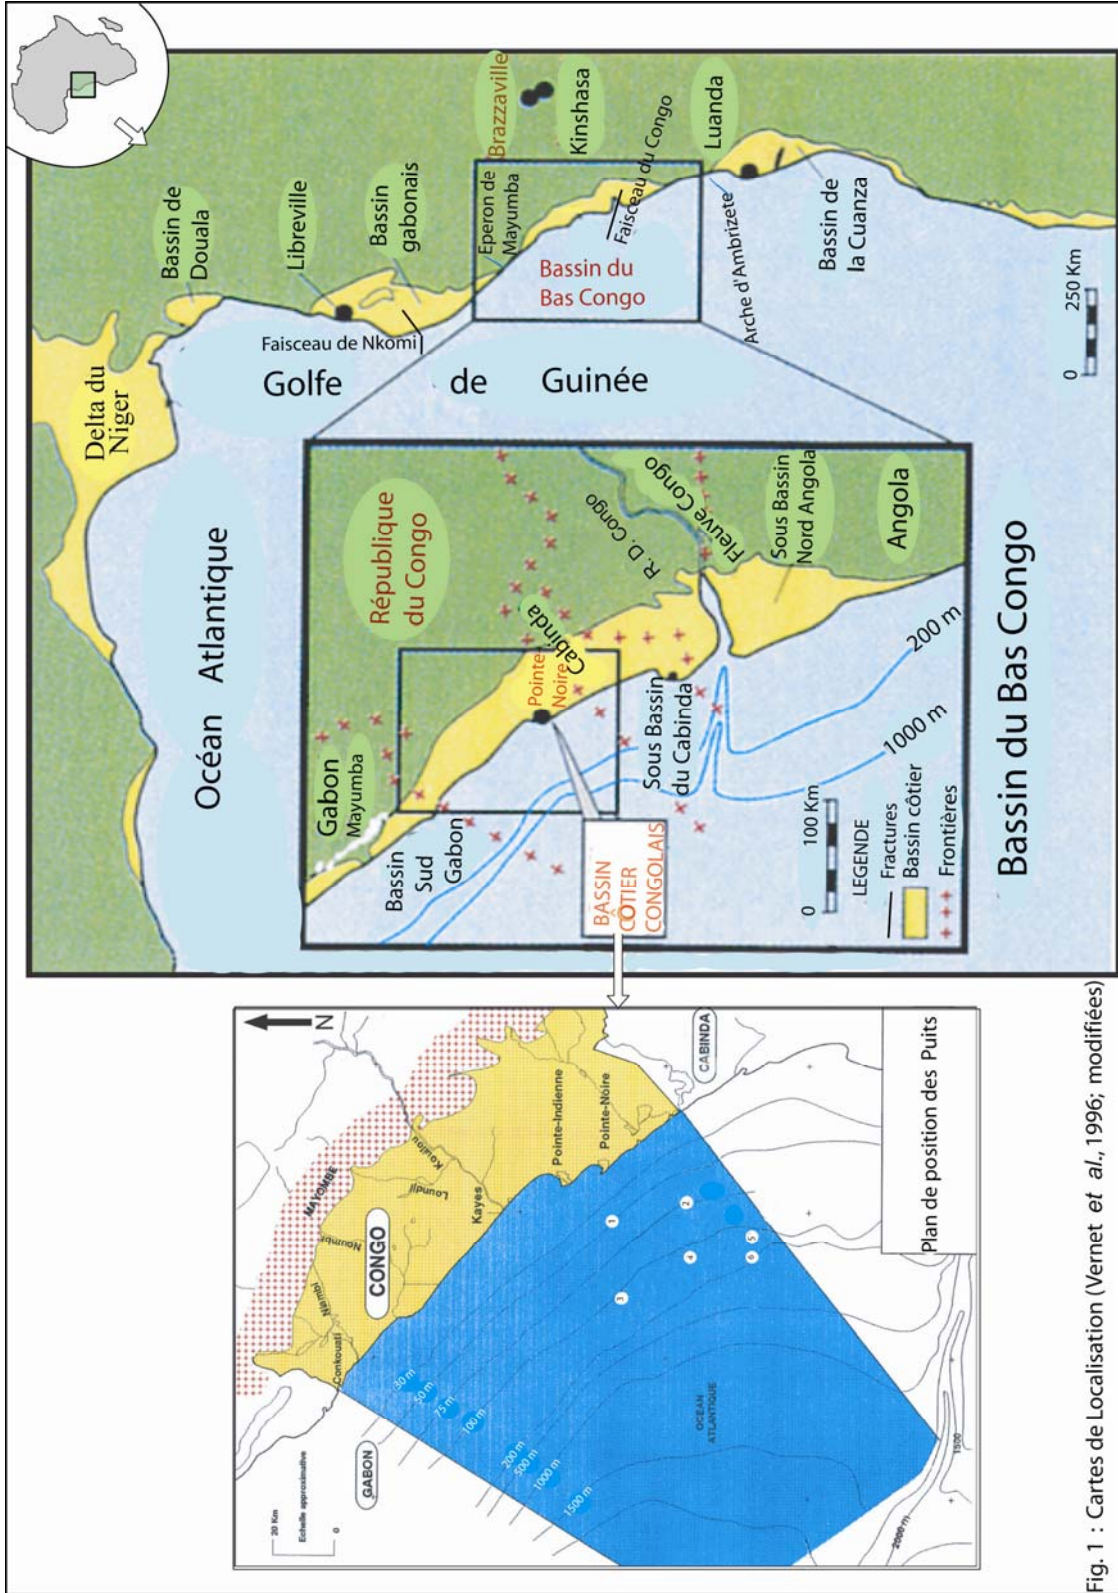 Delta du
Niger
Bassin de
Douala
Libreville
Bassin
gabonais
Faisceau de Nkomi
Eperon de
Mayumba
Brazzaville
Kinshasa
Faisceau du Congo
Luanda
Bassin du
Bas Congo
Arche d'Ambrizete
Bassin de
la Cuanza
Océan Atlantique
Golfe de Guinée
0 250 Km
Gabon
Mayumba
République
du Congo
Cabinda
Pointe-
Noire
R. D. Congo
Fleuve Congo
Sous Bassin
Nord Angola
Angola
Bassin
Sud
Gabon
Sous Bassin
du Cabinda
200 m
1000 m
BASSIN
CÔTIER
CONGOLAIS
0 100 Km
LEGENDE
Fractures
Bassin côtier
Frontières
Bassin du Bas Congo
N
20 Km
Echelle approximative
0
GABON
MAYOMBE
Conkouati
Nambi
Noumbi
CONGO
Loundji
Kouilou
Kayes
Pointe-Indienne
Pointe-Noire
CABINDA
30 m
50 m
75 m
100 m
200 m
500 m
1000 m
1500 m
1
2
3
4
5
6
OCEAN
ATLANTIQUE
2000 m
1500
Plan de position des Puits
Fig. 1 : Cartes de Localisation (Vernet et al., 1996; modifiées)